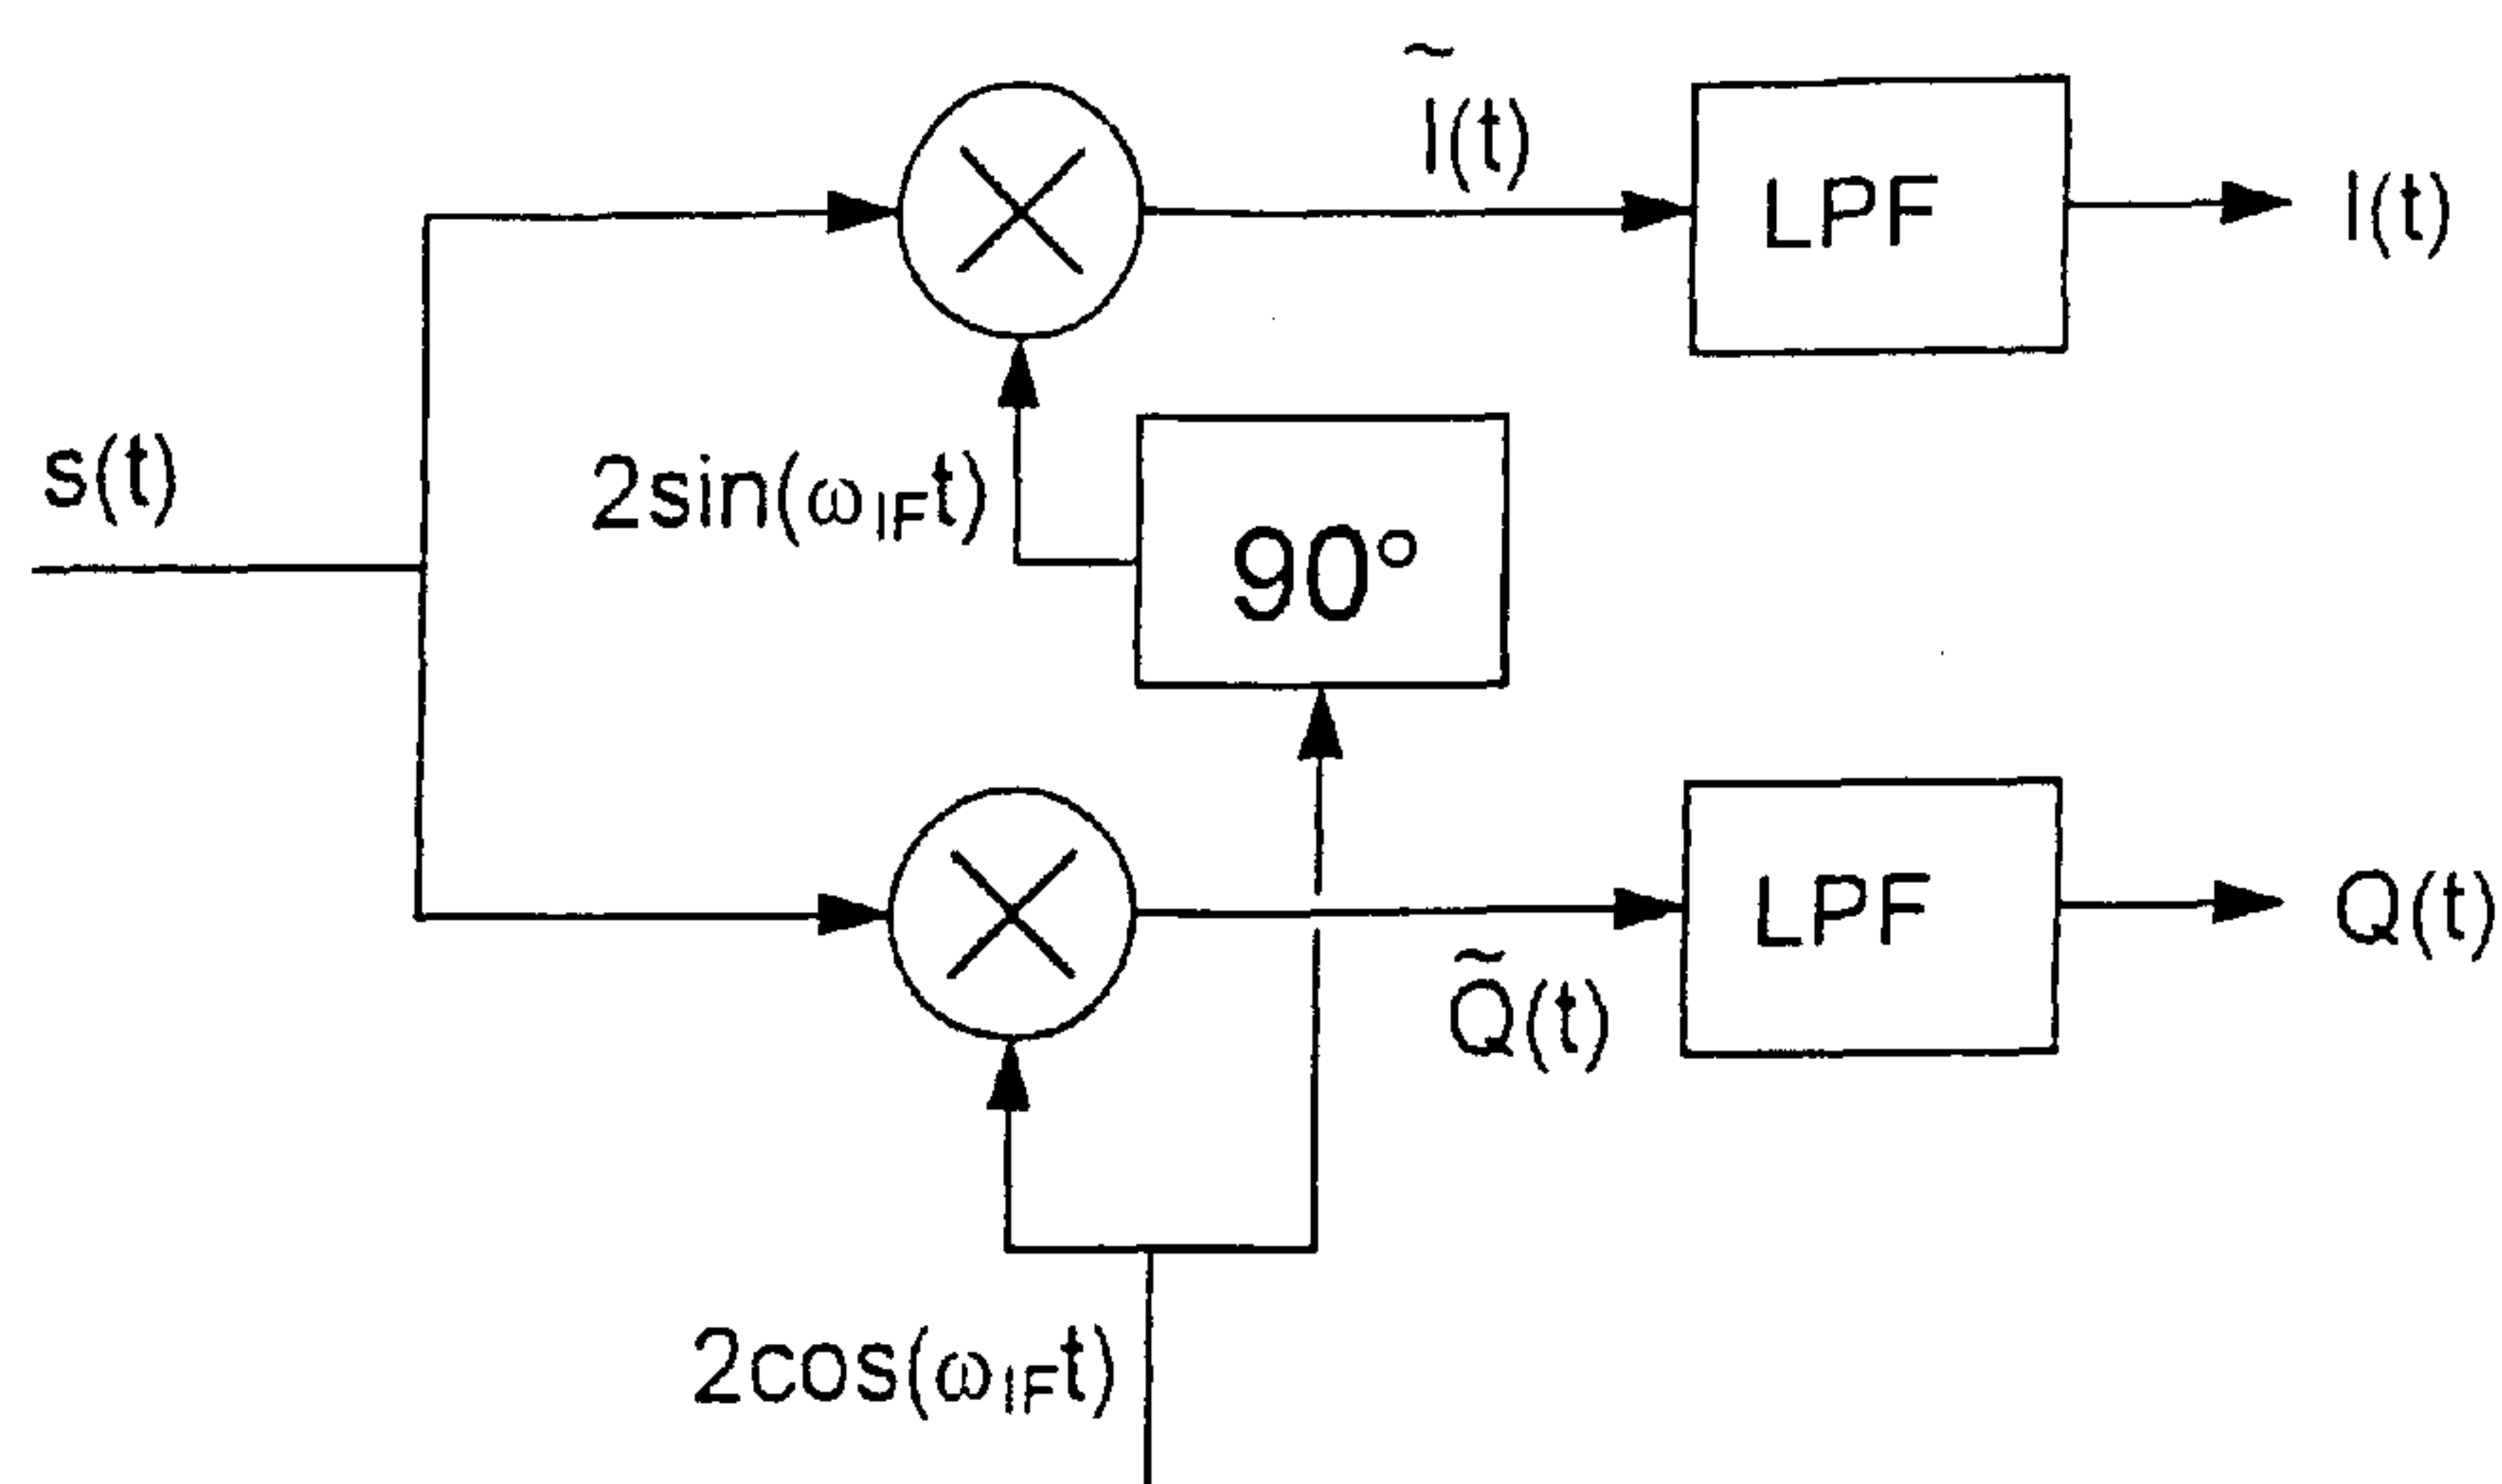 ~
I(t)
LPF
I(t)
s(t)
2sin(ω_IF t)
90°
LPF
Q(t)
~
Q(t)
2cos(ω_IF t)